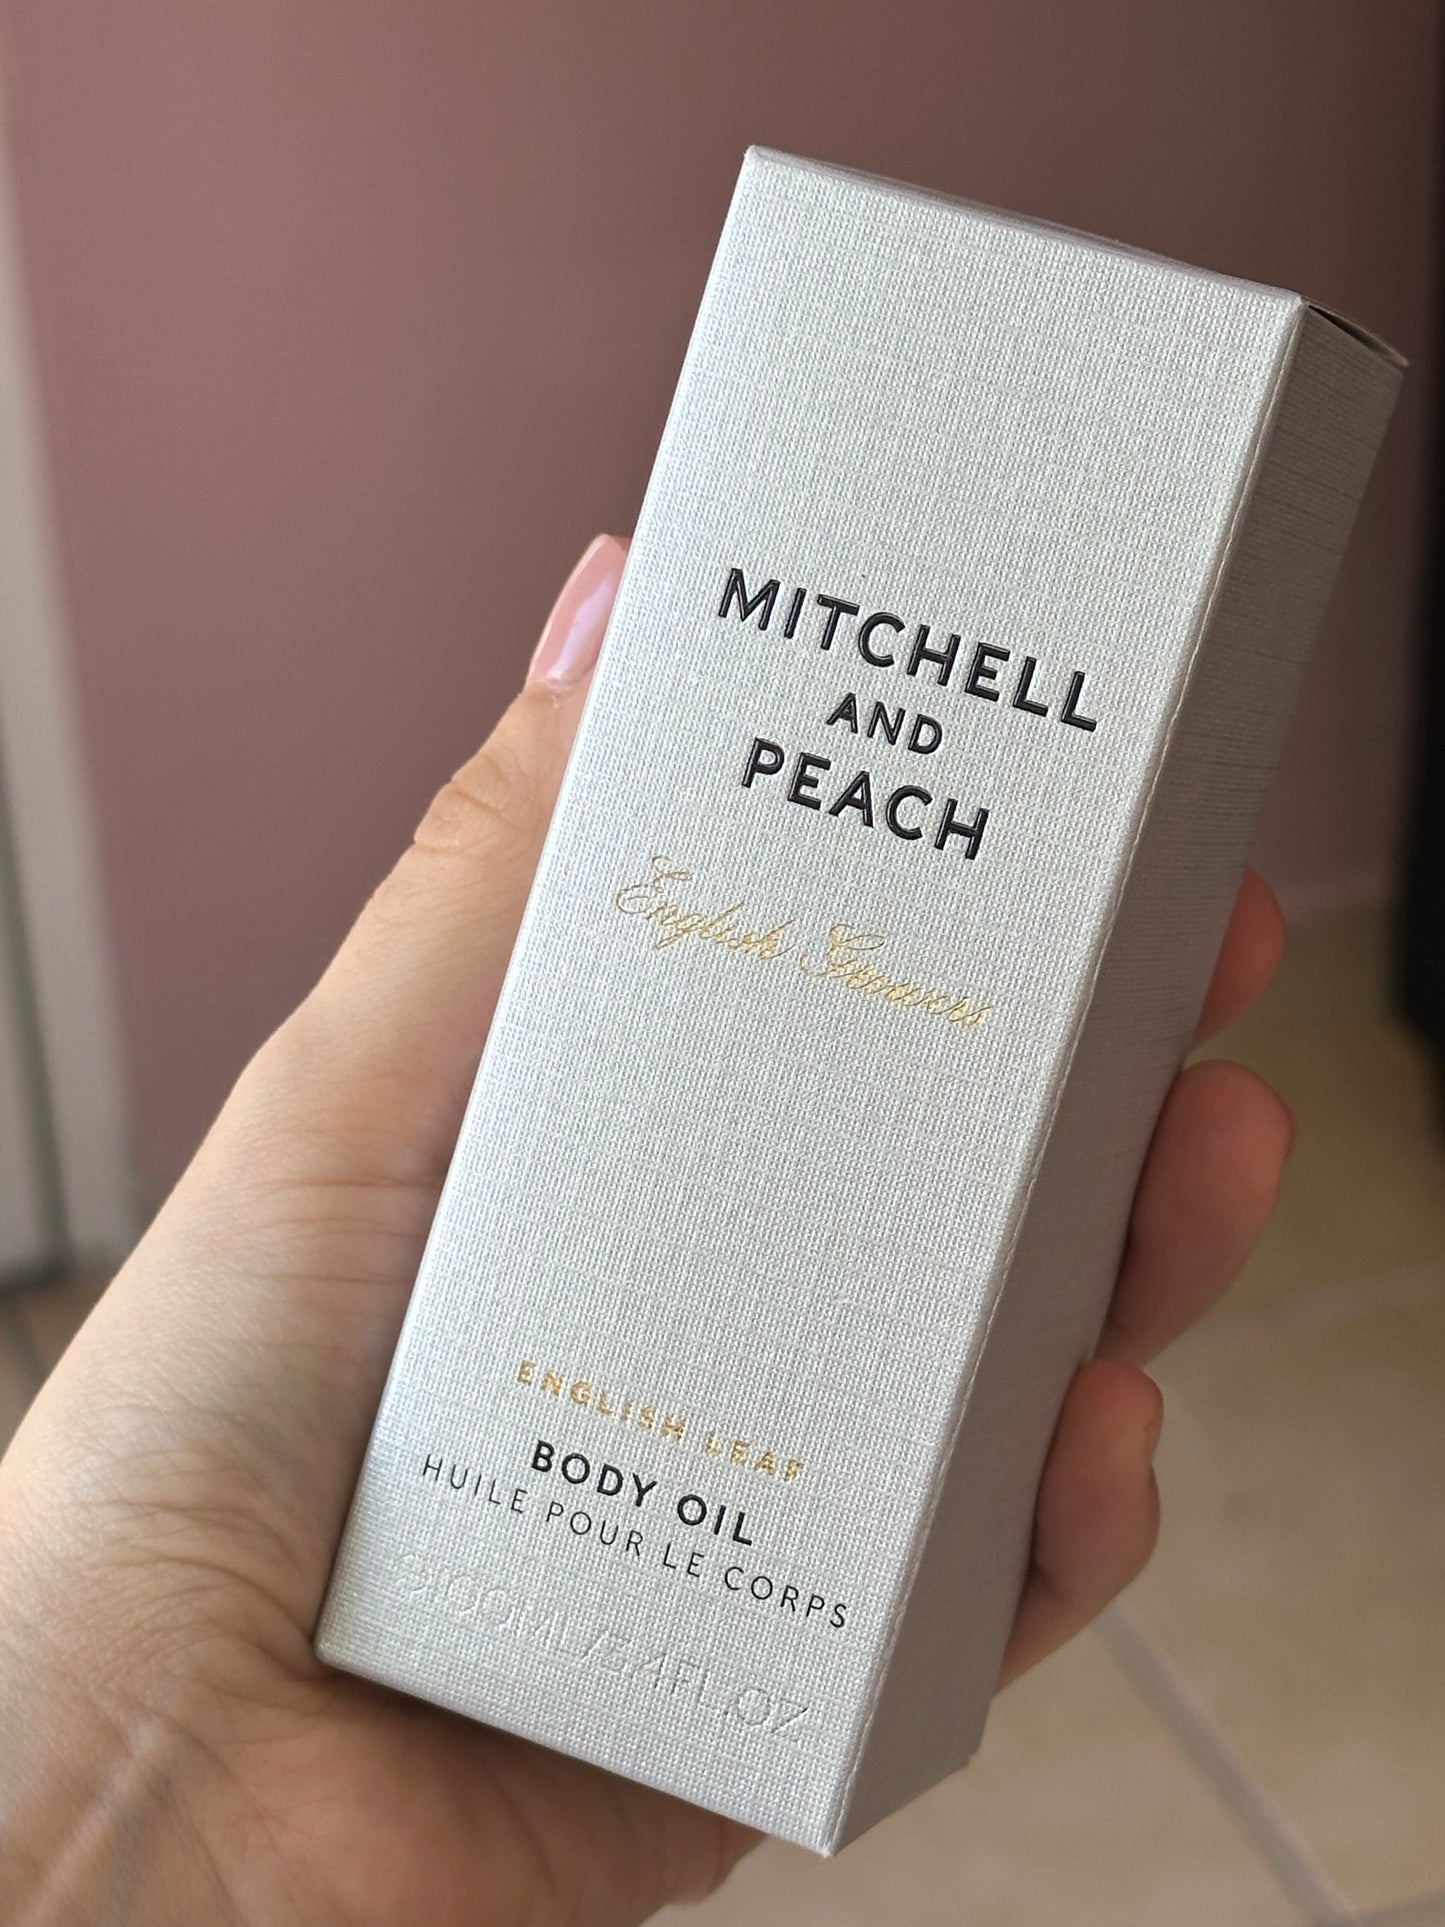 MITCHELL
AND
PEACH
English Growers
ENGLISH LEAF
BODY OIL
HUILE POUR LE CORPS
℮100ML/3.4FL.OZ